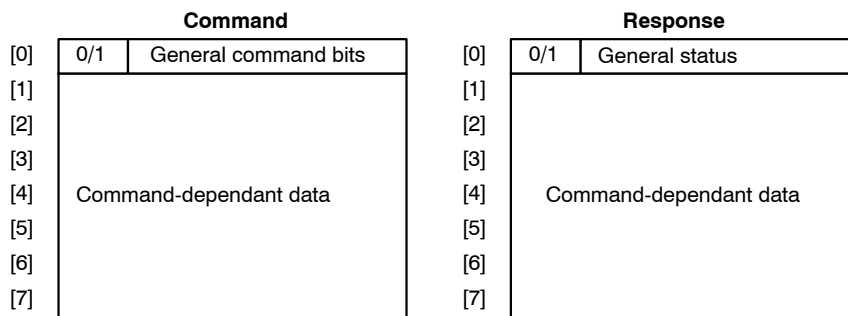 Command Response
[0] 0/1 General command bits [0] 0/1 General status
[1] [1]
[2] [2]
[3] [3]
[4] Command-dependant data [4] Command-dependant data
[5] [5]
[6] [6]
[7] [7]